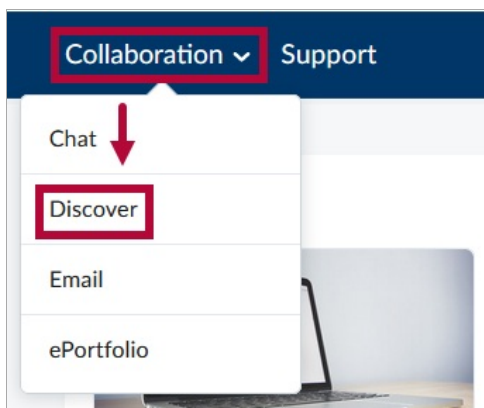 Collaboration Support
Chat
Discover
Email
ePortfolio